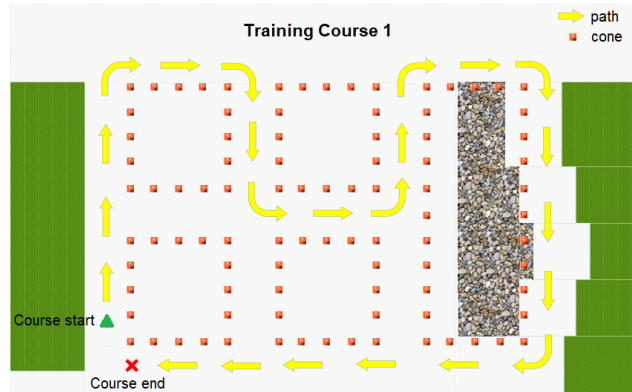 Training Course 1
path
cone
Course start
Course end